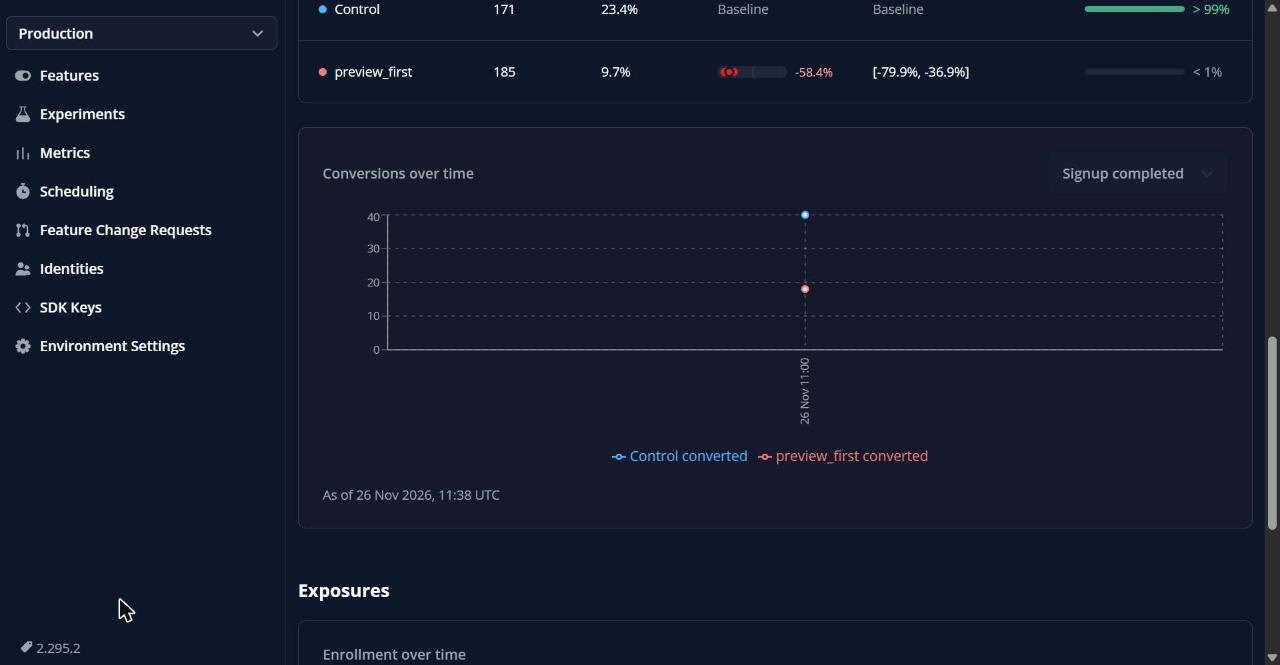 Production
Features
Experiments
Metrics
Scheduling
Feature Change Requests
Identities
SDK Keys
Environment Settings
2.295.2
Control 171 23.4% Baseline Baseline > 99%
preview_first 185 9.7% -58.4% [-79.9%, -36.9%] < 1%
Conversions over time
Signup completed
40
30
20
10
0
26 Nov 11:00
Control converted preview_first converted
As of 26 Nov 2026, 11:38 UTC
Exposures
Enrollment over time